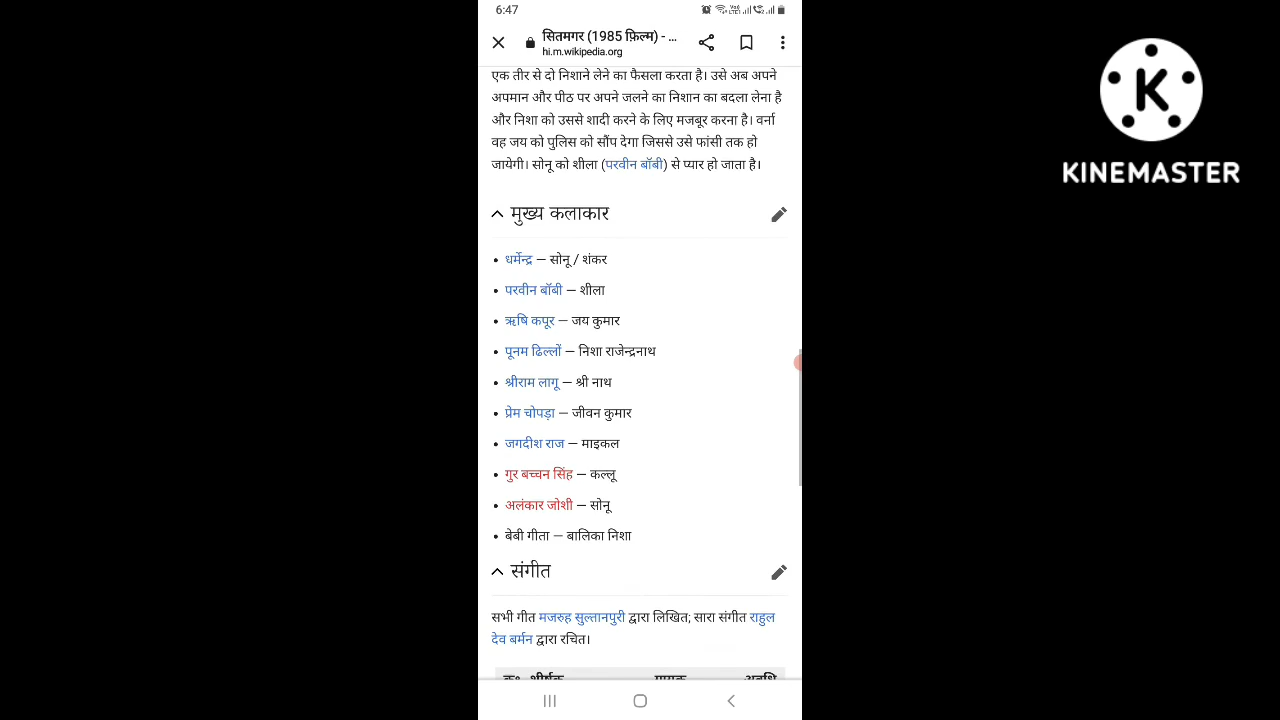 6:47
सितमगर (1985 फ़िल्म) - ...
hi.m.wikipedia.org
एक तीर से दो निशाने लेने का फैसला करता है। उसे अब अपने
अपमान और पीठ पर अपने जलने का निशान का बदला लेना है
और निशा को उससे शादी करने के लिए मजबूर करना है। वर्ना
वह जय को पुलिस को सौंप देगा जिससे उसे फांसी तक हो
जायेगी। सोनू को शीला (परवीन बॉबी) से प्यार हो जाता है।
मुख्य कलाकार
• धर्मेन्द्र — सोनू / शंकर
• परवीन बॉबी — शीला
• ऋषि कपूर — जय कुमार
• पूनम ढिल्लों — निशा राजेन्द्रनाथ
• श्रीराम लागू — श्री नाथ
• प्रेम चोपड़ा — जीवन कुमार
• जगदीश राज — माइकल
• गुर बच्चन सिंह — कल्लू
• अलंकार जोशी — सोनू
• बेबी गीता — बालिका निशा
संगीत
सभी गीत मजरुह सुल्तानपुरी द्वारा लिखित; सारा संगीत राहुल
देव बर्मन द्वारा रचित।
KINEMASTER